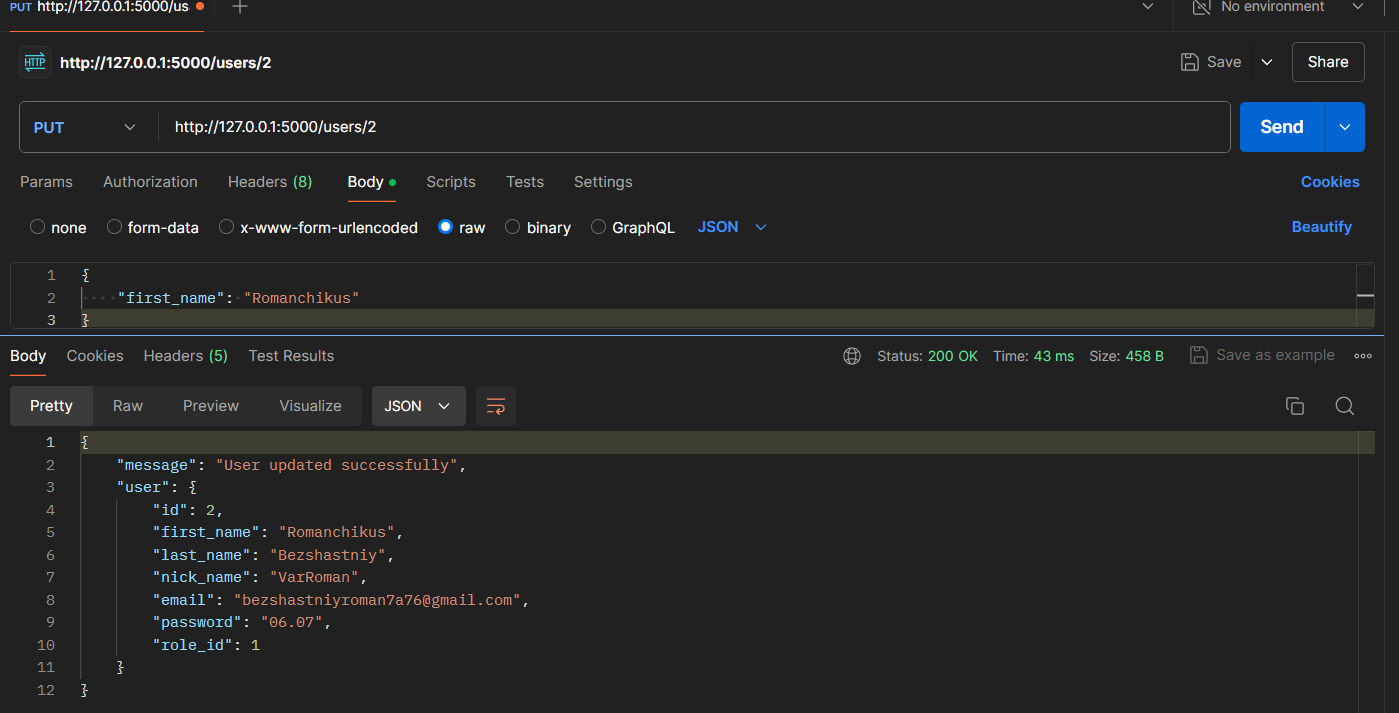 PUT http://127.0.0.1:5000/us
No environment
HTTP http://127.0.0.1:5000/users/2
Save
Share
PUT http://127.0.0.1:5000/users/2
Send
Params Authorization Headers (8) Body Scripts Tests Settings
Cookies
none form-data x-www-form-urlencoded raw binary GraphQL JSON
Beautify
1 {
2 ····"first_name":·"Romanchikus"
3 }
Body Cookies Headers (5) Test Results
Status: 200 OK Time: 43 ms Size: 458 B
Save as example
Pretty Raw Preview Visualize JSON
1 {
2 "message": "User updated successfully",
3 "user": {
4 "id": 2,
5 "first_name": "Romanchikus",
6 "last_name": "Bezshastniy",
7 "nick_name": "VarRoman",
8 "email": "bezshastniyroman7a76@gmail.com",
9 "password": "06.07",
10 "role_id": 1
11 }
12 }